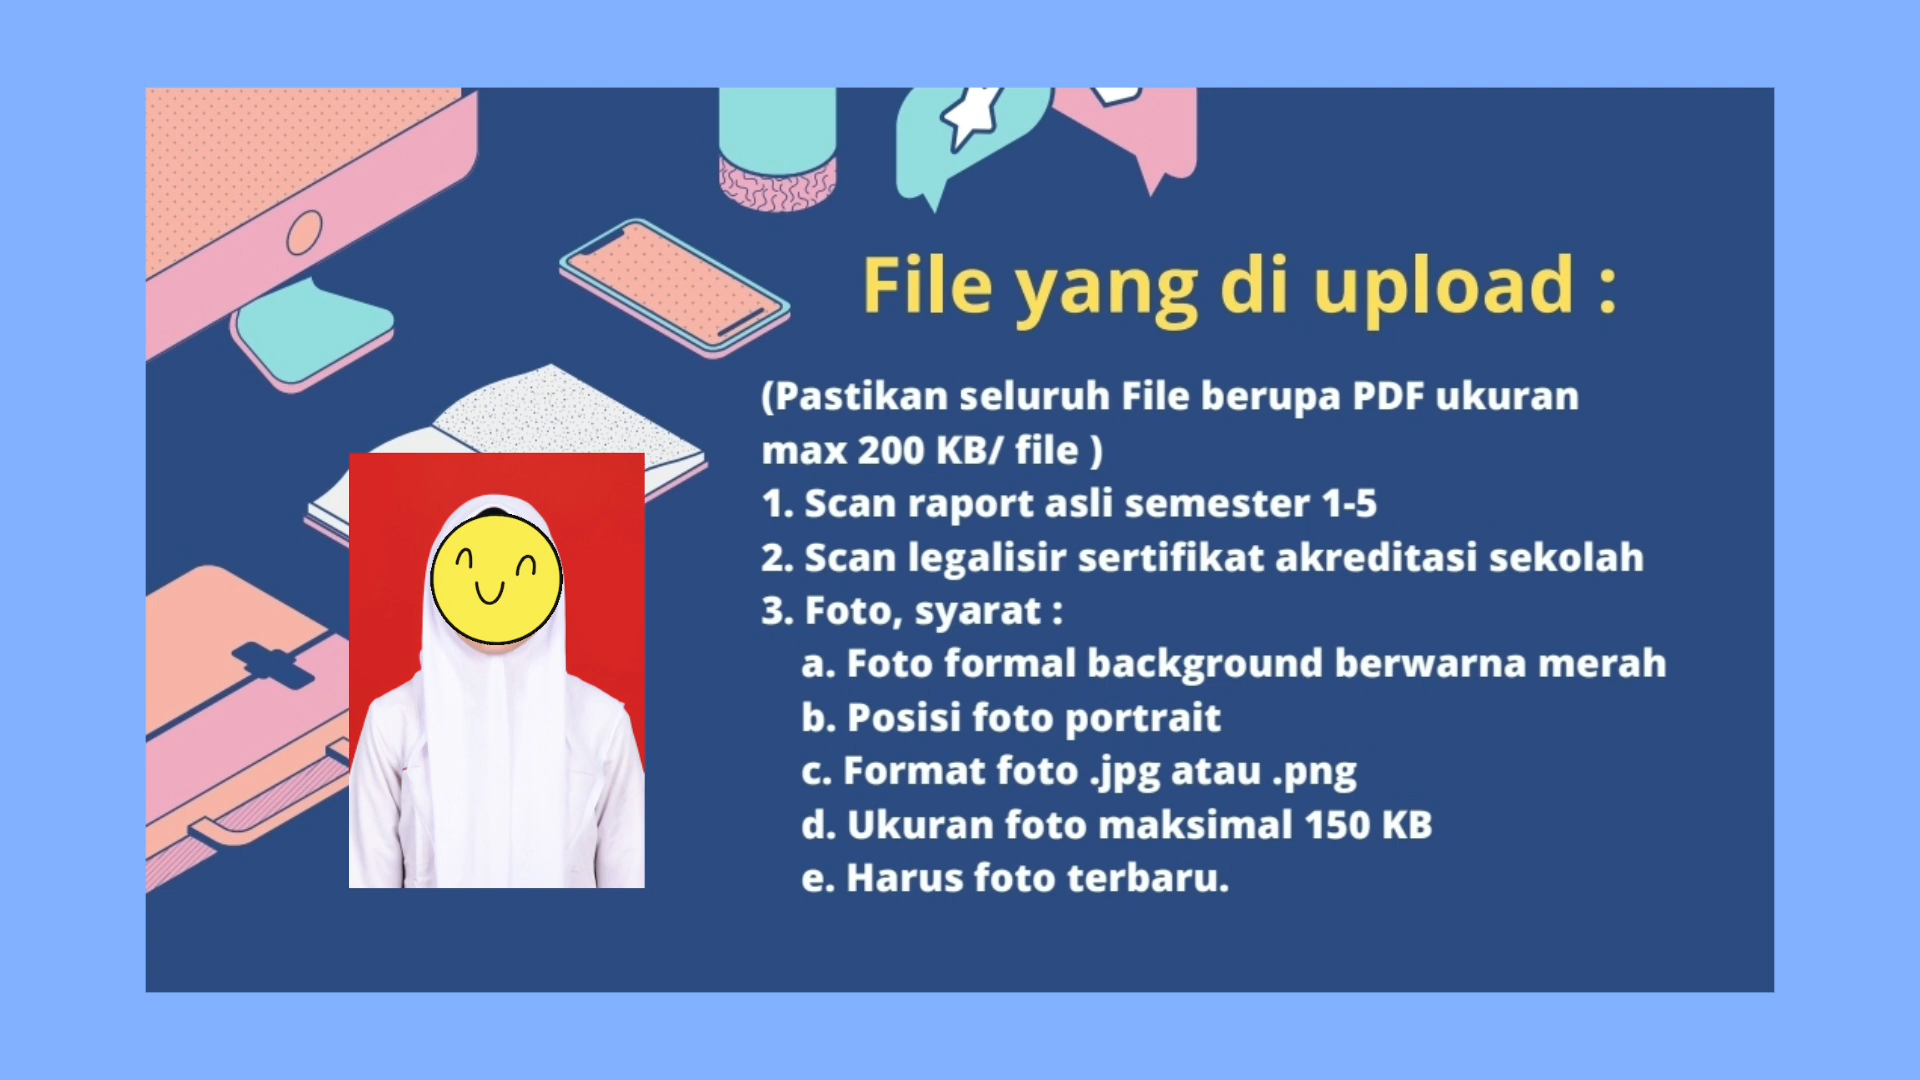 File yang di upload :
(Pastikan seluruh File berupa PDF ukuran
max 200 KB/ file )
1. Scan raport asli semester 1-5
2. Scan legalisir sertifikat akreditasi sekolah
3. Foto, syarat :
a. Foto formal background berwarna merah
b. Posisi foto portrait
c. Format foto .jpg atau .png
d. Ukuran foto maksimal 150 KB
e. Harus foto terbaru.